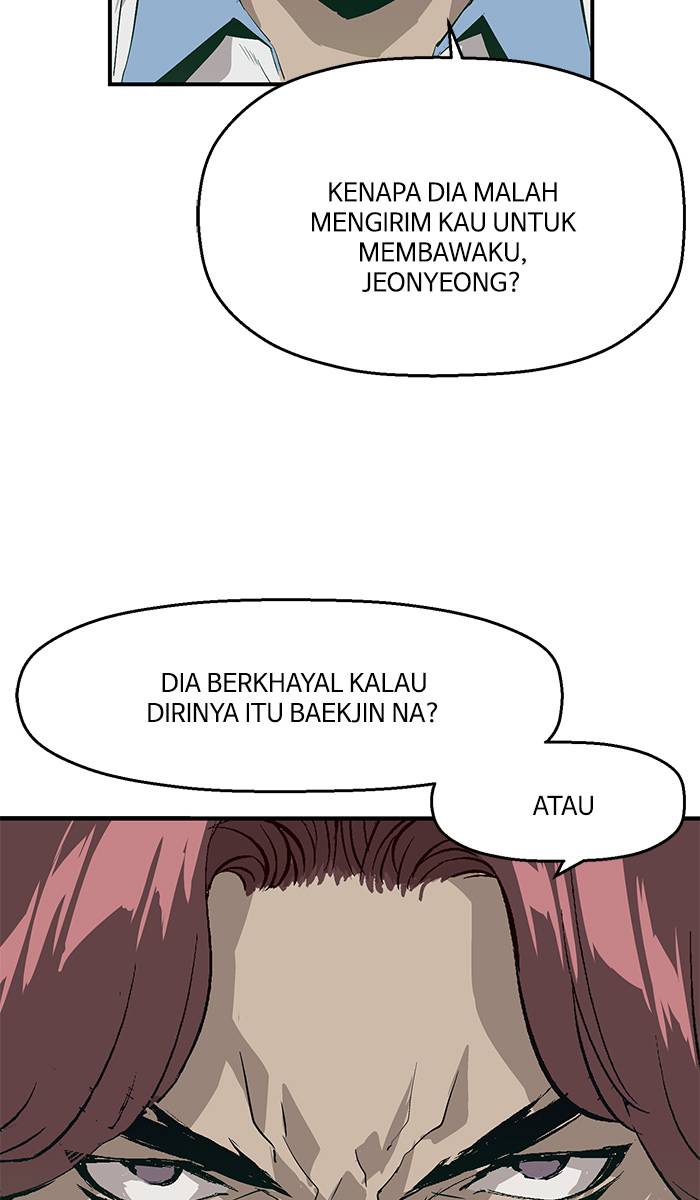 KENAPA DIA MALAH
MENGIRIM KAU UNTUK
MEMBAWAKU,
JEONYEONG?
DIA BERKHAYAL KALAU
DIRINYA ITU BAEKJIN NA?
ATAU